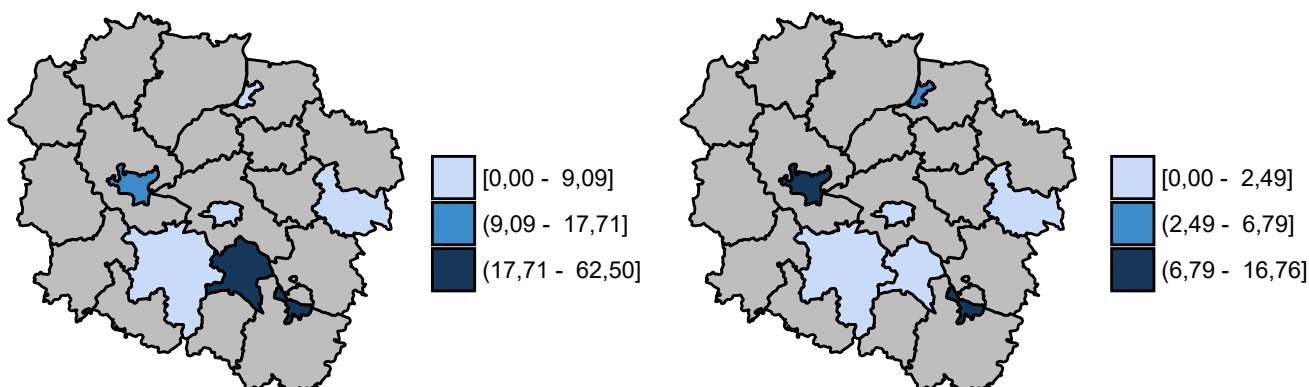 [0,00 -  9,09]
(9,09 -  17,71]
(17,71 -  62,50]
[0,00 -  2,49]
(2,49 -  6,79]
(6,79 -  16,76]